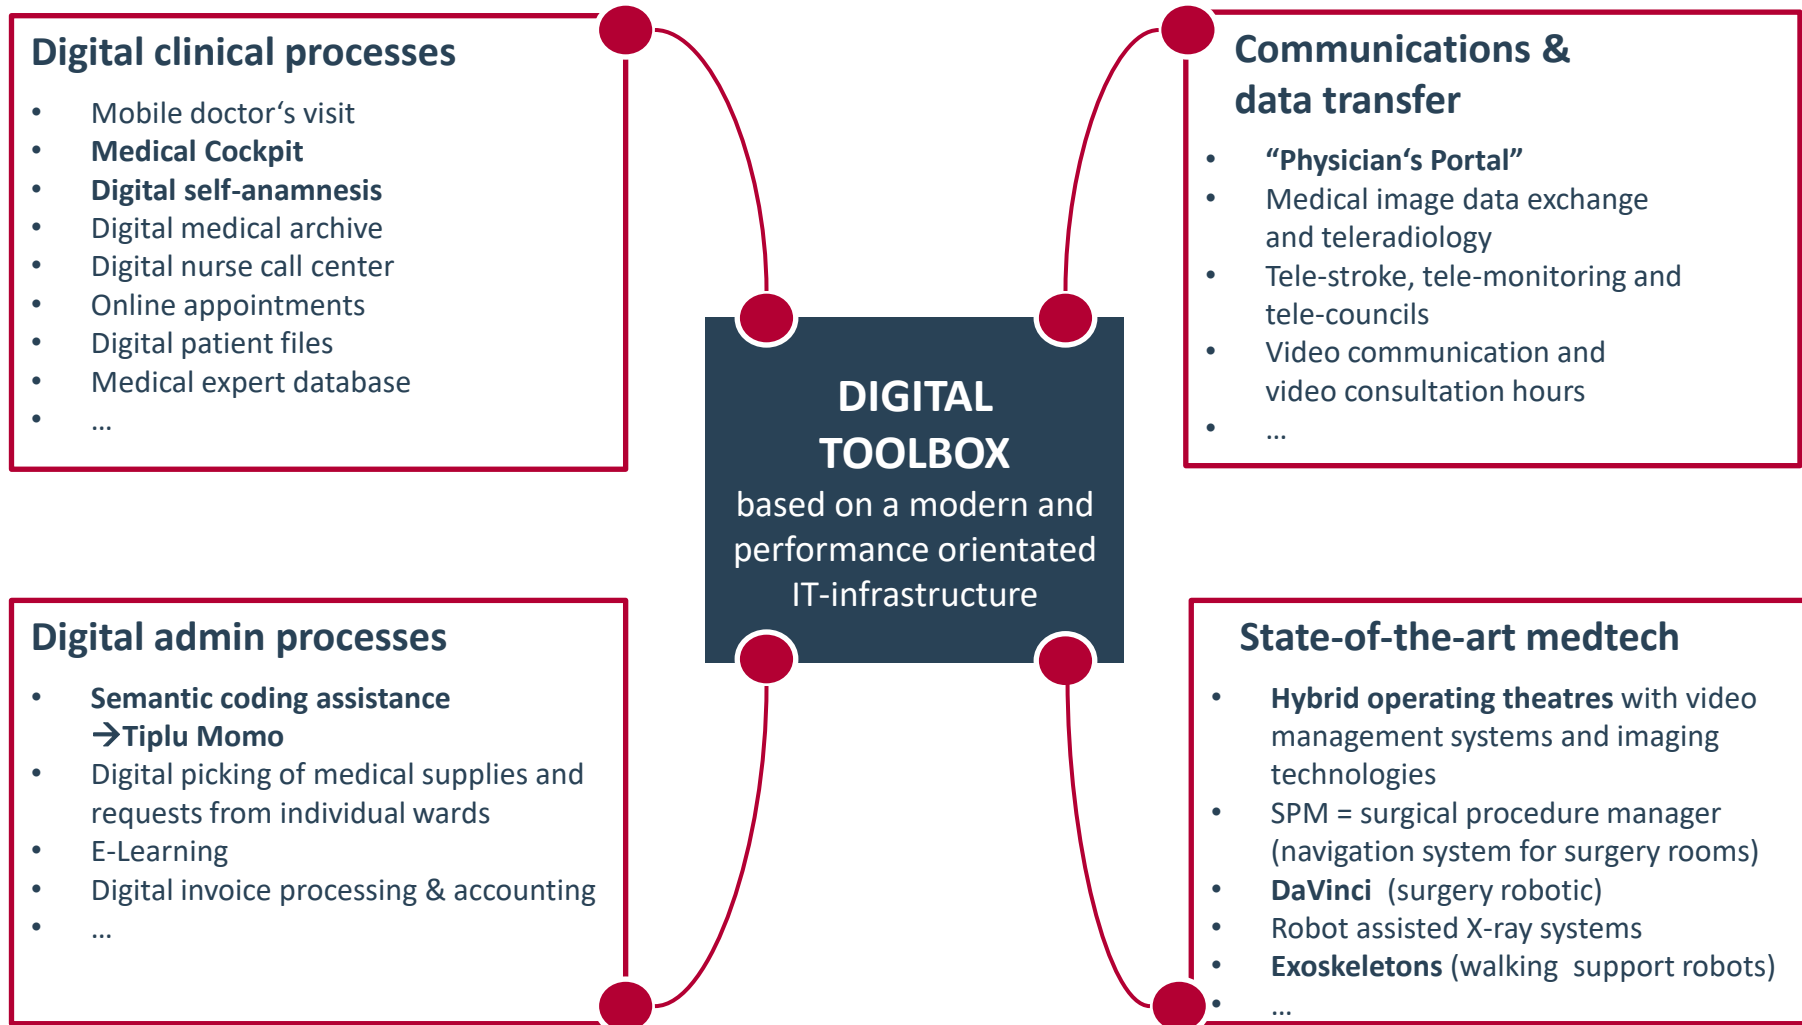 Digital clinical processes
• Mobile doctor‘s visit
• Medical Cockpit
• Digital self-anamnesis
• Digital medical archive
• Digital nurse call center
• Online appointments
• Digital patient files
• Medical expert database
• ...
Communications &
data transfer
• “Physician‘s Portal”
• Medical image data exchange
and teleradiology
• Tele-stroke, tele-monitoring and
tele-councils
• Video communication and
video consultation hours
• ...
DIGITAL
TOOLBOX
based on a modern and
performance orientated
IT-infrastructure
Digital admin processes
• Semantic coding assistance
→Tiplu Momo
• Digital picking of medical supplies and
requests from individual wards
• E-Learning
• Digital invoice processing & accounting
• ...
State-of-the-art medtech
• Hybrid operating theatres with video
management systems and imaging
technologies
• SPM = surgical procedure manager
(navigation system for surgery rooms)
• DaVinci (surgery robotic)
• Robot assisted X-ray systems
• Exoskeletons (walking support robots)
• ...